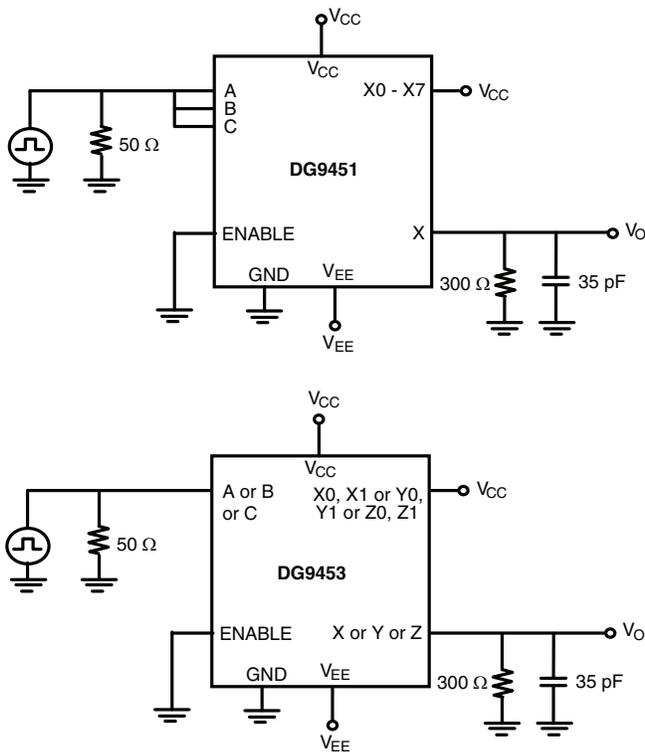 VCC
VCC
A
X0 - X7
VCC
B
C
50 Ω
DG9451
ENABLE
X
VO
GND
VEE
300 Ω
35 pF
VEE
VCC
VCC
A or B
or C
X0, X1 or Y0,
Y1 or Z0, Z1
VCC
50 Ω
DG9453
ENABLE
X or Y or Z
VO
GND
VEE
300 Ω
35 pF
VEE